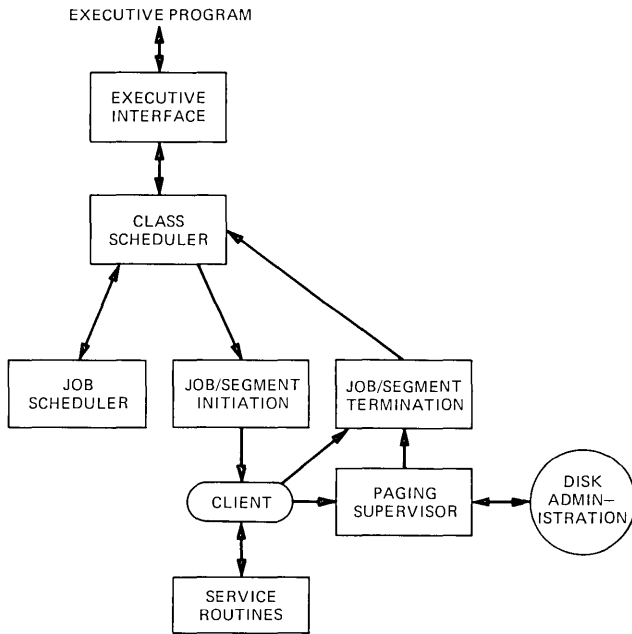 EXECUTIVE PROGRAM
EXECUTIVE
INTERFACE
CLASS
SCHEDULER
JOB
SCHEDULER
JOB/SEGMENT
INITIATION
JOB/SEGMENT
TERMINATION
CLIENT
PAGING
SUPERVISOR
DISK
ADMIN-
ISTRATION
SERVICE
ROUTINES